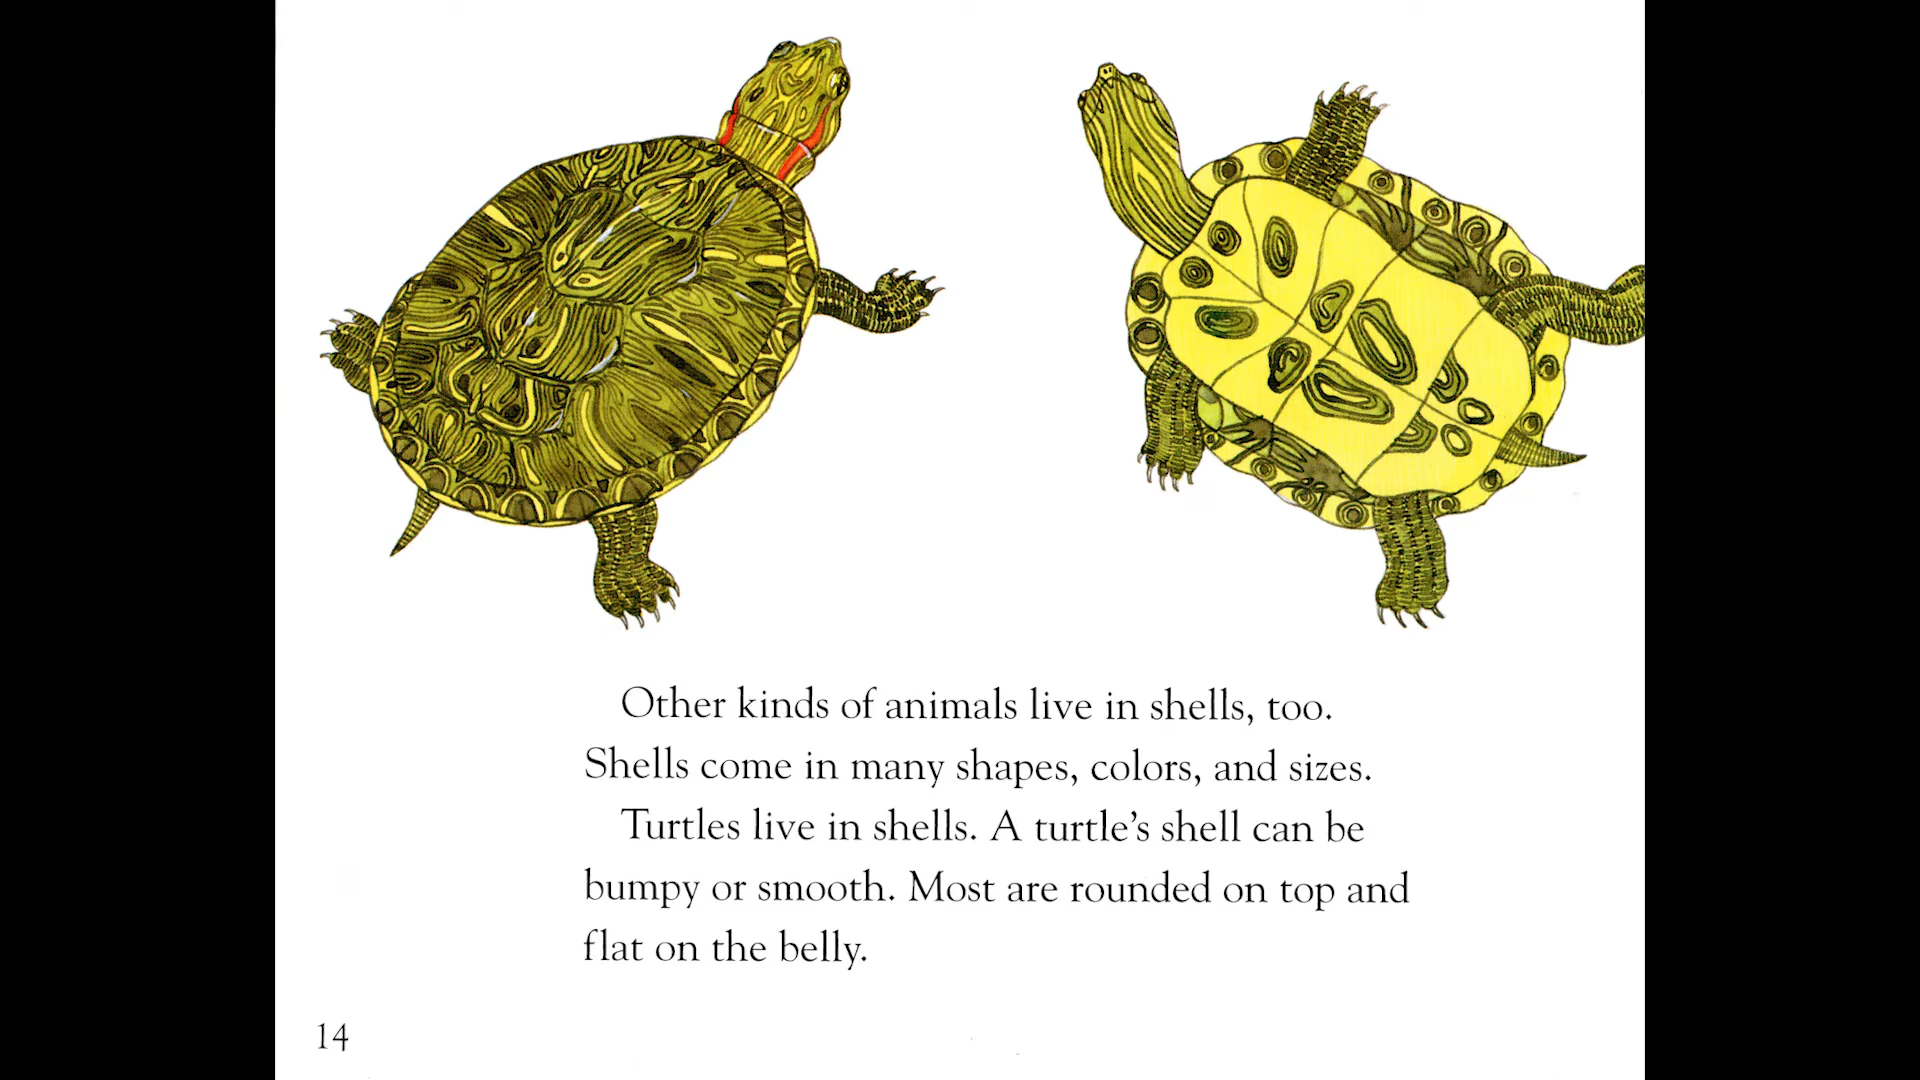 Other kinds of animals live in shells, too.
Shells come in many shapes, colors, and sizes.
Turtles live in shells. A turtle's shell can be
bumpy or smooth. Most are rounded on top and
flat on the belly.
14